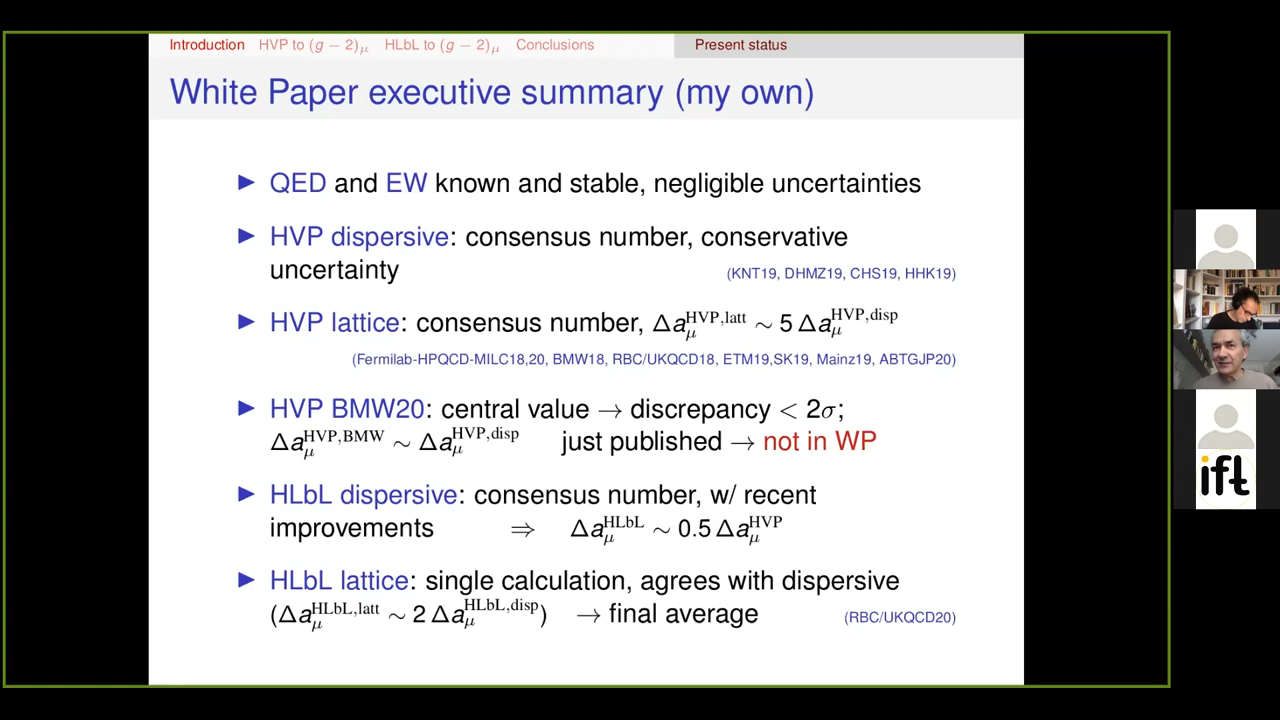 Introduction HVP to (g − 2)μ HLbL to (g − 2)μ Conclusions Present status
White Paper executive summary (my own)
► QED and EW known and stable, negligible uncertainties
► HVP dispersive: consensus number, conservative
uncertainty (KNT19, DHMZ19, CHS19, HHK19)
► HVP lattice: consensus number, Δa_μ^HVP,latt ∼ 5 Δa_μ^HVP,disp
(Fermilab-HPQCD-MILC18,20, BMW18, RBC/UKQCD18, ETM19,SK19, Mainz19, ABTGJP20)
► HVP BMW20: central value → discrepancy < 2σ;
Δa_μ^HVP,BMW ∼ Δa_μ^HVP,disp just published → not in WP
► HLbL dispersive: consensus number, w/ recent
improvements ⇒ Δa_μ^HLbL ∼ 0.5 Δa_μ^HVP
► HLbL lattice: single calculation, agrees with dispersive
(Δa_μ^HLbL,latt ∼ 2 Δa_μ^HLbL,disp) → final average (RBC/UKQCD20)
ift